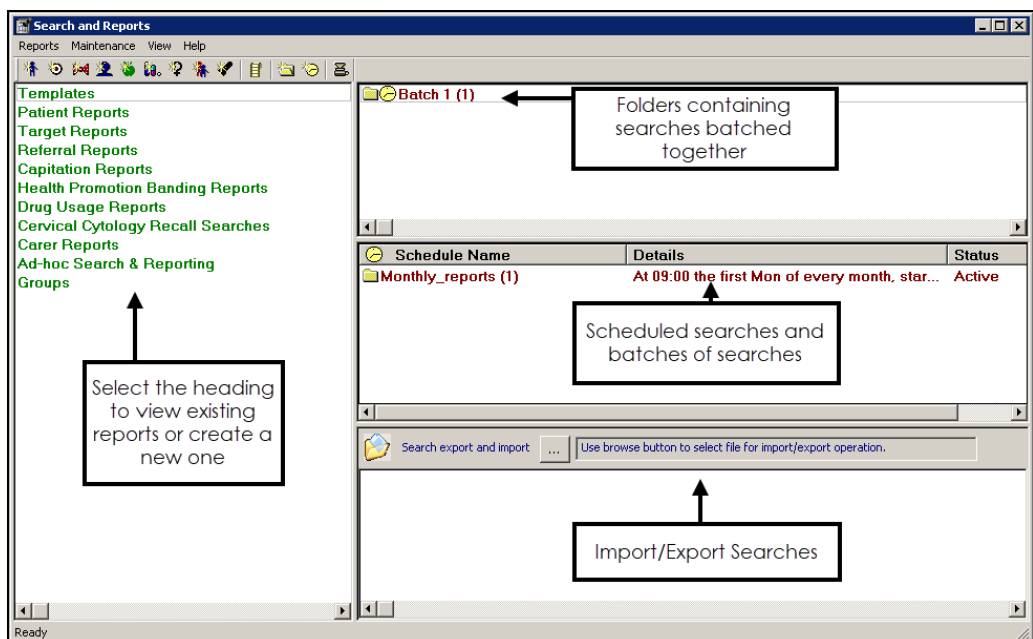 Search and Reports
Reports Maintenance View Help
Templates
Patient Reports
Target Reports
Referral Reports
Capitation Reports
Health Promotion Banding Reports
Drug Usage Reports
Cervical Cytology Recall Searches
Carer Reports
Ad-hoc Search & Reporting
Groups
Select the heading
to view existing
reports or create a
new one
Batch 1 (1)
Folders containing
searches batched
together
Schedule Name Details Status
Monthly_reports (1) At 09:00 the first Mon of every month, star... Active
Scheduled searches and
batches of searches
Search export and import ... Use browse button to select file for import/export operation.
Import/Export Searches
Ready